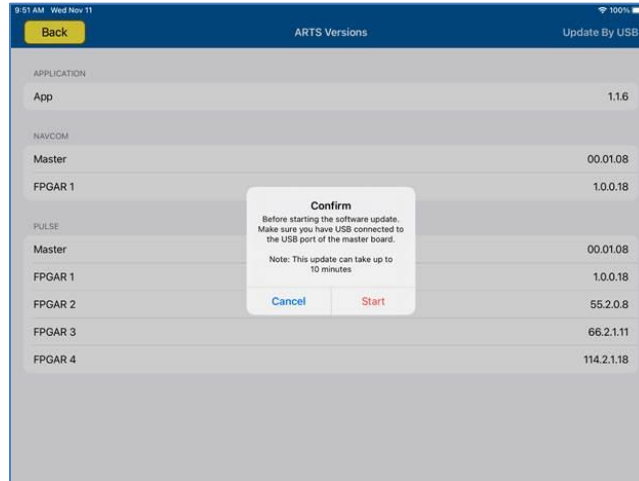 9:51 AM Wed Nov 11 100%
Back ARTS Versions Update By USB
APPLICATION
App 1.1.6
NAVCOM
Master 00.01.08
FPGAR 1 1.0.0.18
PULSE
Master 00.01.08
FPGAR 1 1.0.0.18
FPGAR 2 55.2.0.8
FPGAR 3 66.2.1.11
FPGAR 4 114.2.1.18
Confirm
Before starting the software update.
Make sure you have USB connected to
the USB port of the master board.
Note: This update can take up to
10 minutes
Cancel Start